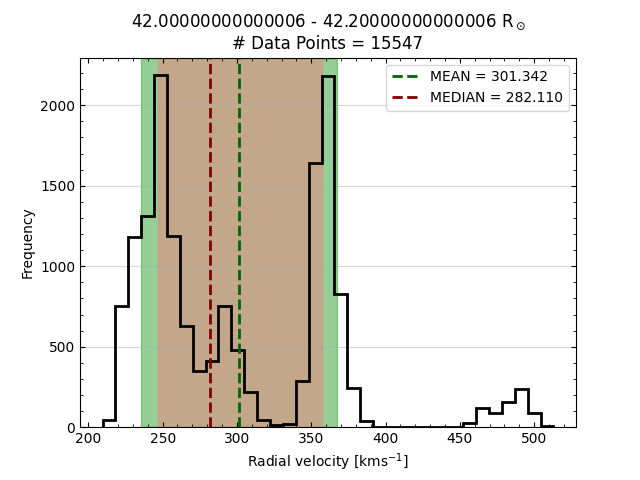 42.00000000000006 - 42.20000000000006 R⊙
# Data Points = 15547
MEAN = 301.342
MEDIAN = 282.110
2000
1500
1000
500
0
Frequency
200 250 300 350 400 450 500
Radial velocity [kms⁻¹]